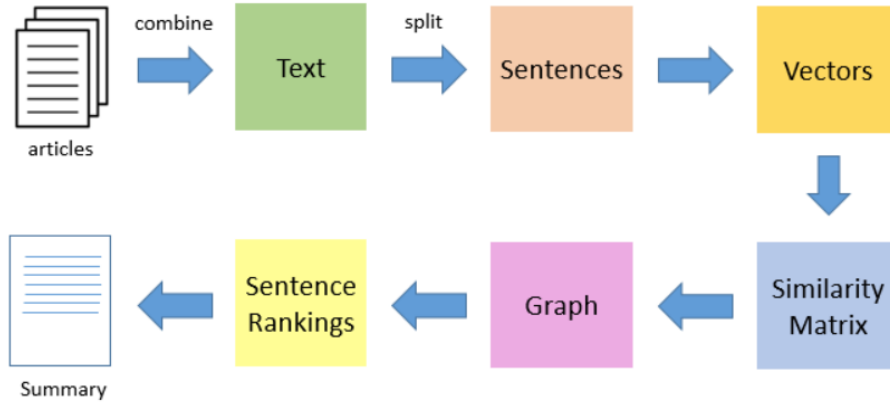 combine
split
Text
Sentences
Vectors
articles
Sentence
Rankings
Graph
Similarity
Matrix
Summary